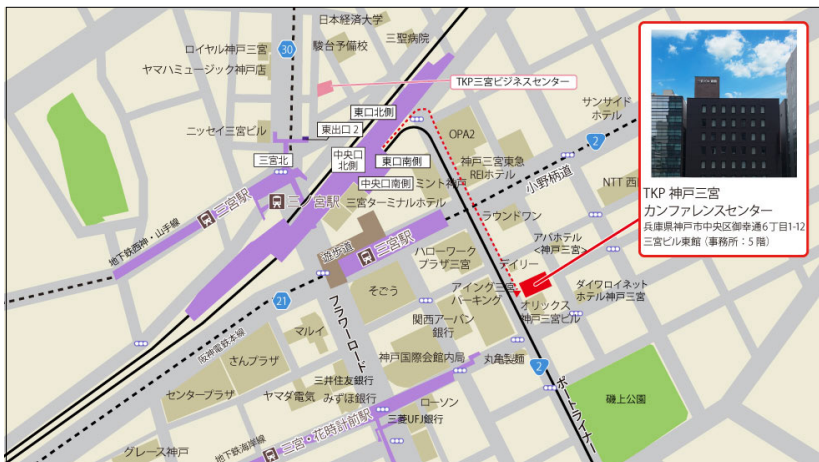 日本経済大学
ロイヤル神戸三宮
30
駿台予備校
三聖病院
ヤマハミュージック神戸店
TKP三宮ビジネスセンター
東口北側
ニッセイ三宮ビル
東出口2
三宮北
中央口
北側
東口南側
中央口南側
OPA2
サンサイド
ホテル
2
神戸三宮東急
REIホテル
小野柄道
NTT 西
ミント神戸
三ノ宮駅
三宮駅
地下鉄西神・山手線
三宮ターミナルホテル
ラウンドワン
アパホテル
<神戸三宮>
遊歩道
三宮駅
ハローワーク
プラザ三宮
デイリー
21
そごう
アイング三宮
パーキング
オリックス
神戸三宮ビル
ダイワロイネット
ホテル神戸三宮
フラワーロード
関西アーバン
銀行
阪神電鉄本線
マルイ
さんプラザ
神戸国際会館内局
丸亀製麺
2
センタープラザ
三井住友銀行
ヤマダ電気
みずほ銀行
ローソン
三菱UFJ銀行
ポートライナー
磯上公園
グレース神戸
地下鉄海岸線
三宮・花時計前駅
TKP 神戸三宮
カンファレンスセンター
兵庫県神戸市中央区御幸通6丁目1-12
三宮ビル東館(事務所:5階)